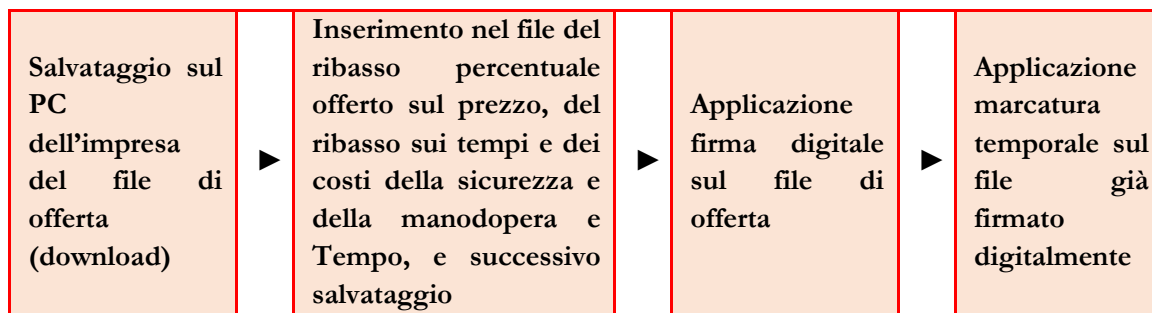 Salvataggio sul
PC
dell’impresa
del file di
offerta
(download)
►
Inserimento nel file del
ribasso percentuale
offerto sul prezzo, del
ribasso sui tempi e dei
costi della sicurezza e
della manodopera e
Tempo, e successivo
salvataggio
►
Applicazione
firma digitale
sul file di
offerta
►
Applicazione
marcatura
temporale sul
file già
firmato
digitalmente